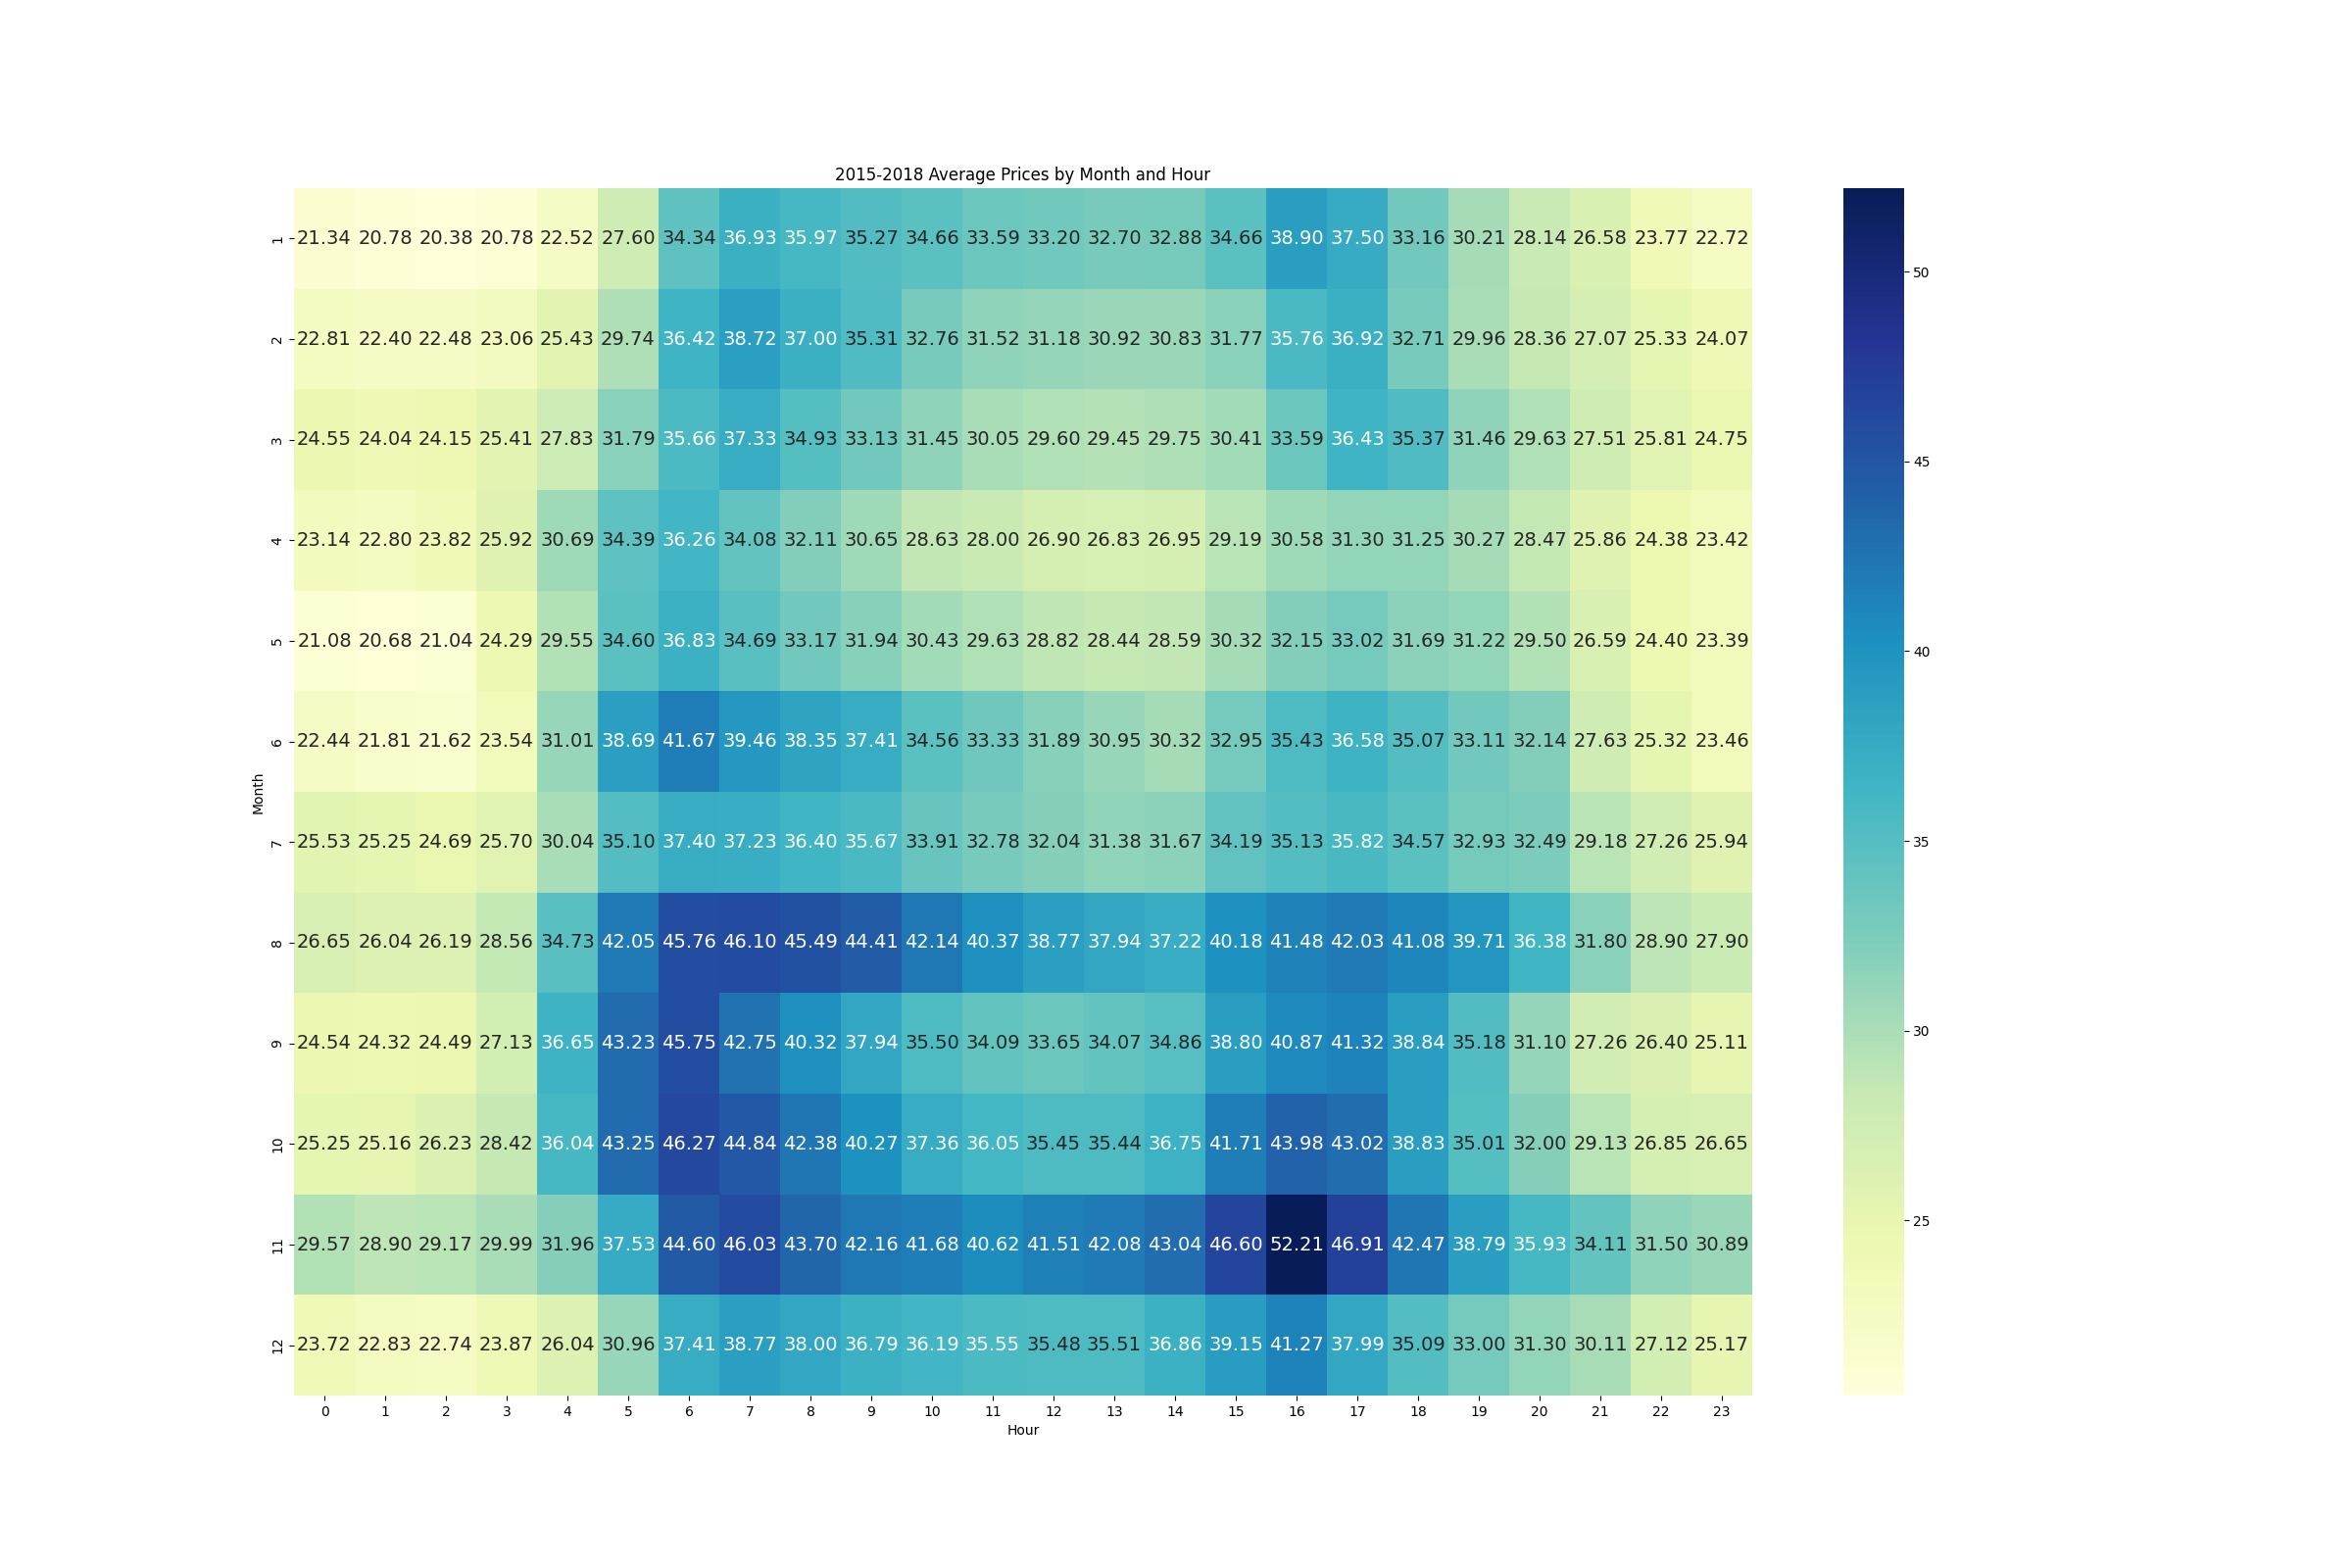 2015-2018 Average Prices by Month and Hour
1 21.34 20.78 20.38 20.78 22.52 27.60 34.34 36.93 35.97 35.27 34.66 33.59 33.20 32.70 32.88 34.66 38.90 37.50 33.16 30.21 28.14 26.58 23.77 22.72
50
2 22.81 22.40 22.48 23.06 25.43 29.74 36.42 38.72 37.00 35.31 32.76 31.52 31.18 30.92 30.83 31.77 35.76 36.92 32.71 29.96 28.36 27.07 25.33 24.07
3 24.55 24.04 24.15 25.41 27.83 31.79 35.66 37.33 34.93 33.13 31.45 30.05 29.60 29.45 29.75 30.41 33.59 36.43 35.37 31.46 29.63 27.51 25.81 24.75
45
4 23.14 22.80 23.82 25.92 30.69 34.39 36.26 34.08 32.11 30.65 28.63 28.00 26.90 26.83 26.95 29.19 30.58 31.30 31.25 30.27 28.47 25.86 24.38 23.42
5 21.08 20.68 21.04 24.29 29.55 34.60 36.83 34.69 33.17 31.94 30.43 29.63 28.82 28.44 28.59 30.32 32.15 33.02 31.69 31.22 29.50 26.59 24.40 23.39
40
6 22.44 21.81 21.62 23.54 31.01 38.69 41.67 39.46 38.35 37.41 34.56 33.33 31.89 30.95 30.32 32.95 35.43 36.58 35.07 33.11 32.14 27.63 25.32 23.46
Month
7 25.53 25.25 24.69 25.70 30.04 35.10 37.40 37.23 36.40 35.67 33.91 32.78 32.04 31.38 31.67 34.19 35.13 35.82 34.57 32.93 32.49 29.18 27.26 25.94
35
8 26.65 26.04 26.19 28.56 34.73 42.05 45.76 46.10 45.49 44.41 42.14 40.37 38.77 37.94 37.22 40.18 41.48 42.03 41.08 39.71 36.38 31.80 28.90 27.90
30
9 24.54 24.32 24.49 27.13 36.65 43.23 45.75 42.75 40.32 37.94 35.50 34.09 33.65 34.07 34.86 38.80 40.87 41.32 38.84 35.18 31.10 27.26 26.40 25.11
10 25.25 25.16 26.23 28.42 36.04 43.25 46.27 44.84 42.38 40.27 37.36 36.05 35.45 35.44 36.75 41.71 43.98 43.02 38.83 35.01 32.00 29.13 26.85 26.65
25
11 29.57 28.90 29.17 29.99 31.96 37.53 44.60 46.03 43.70 42.16 41.68 40.62 41.51 42.08 43.04 46.60 52.21 46.91 42.47 38.79 35.93 34.11 31.50 30.89
12 23.72 22.83 22.74 23.87 26.04 30.96 37.41 38.77 38.00 36.79 36.19 35.55 35.48 35.51 36.86 39.15 41.27 37.99 35.09 33.00 31.30 30.11 27.12 25.17
0 1 2 3 4 5 6 7 8 9 10 11 12 13 14 15 16 17 18 19 20 21 22 23
Hour